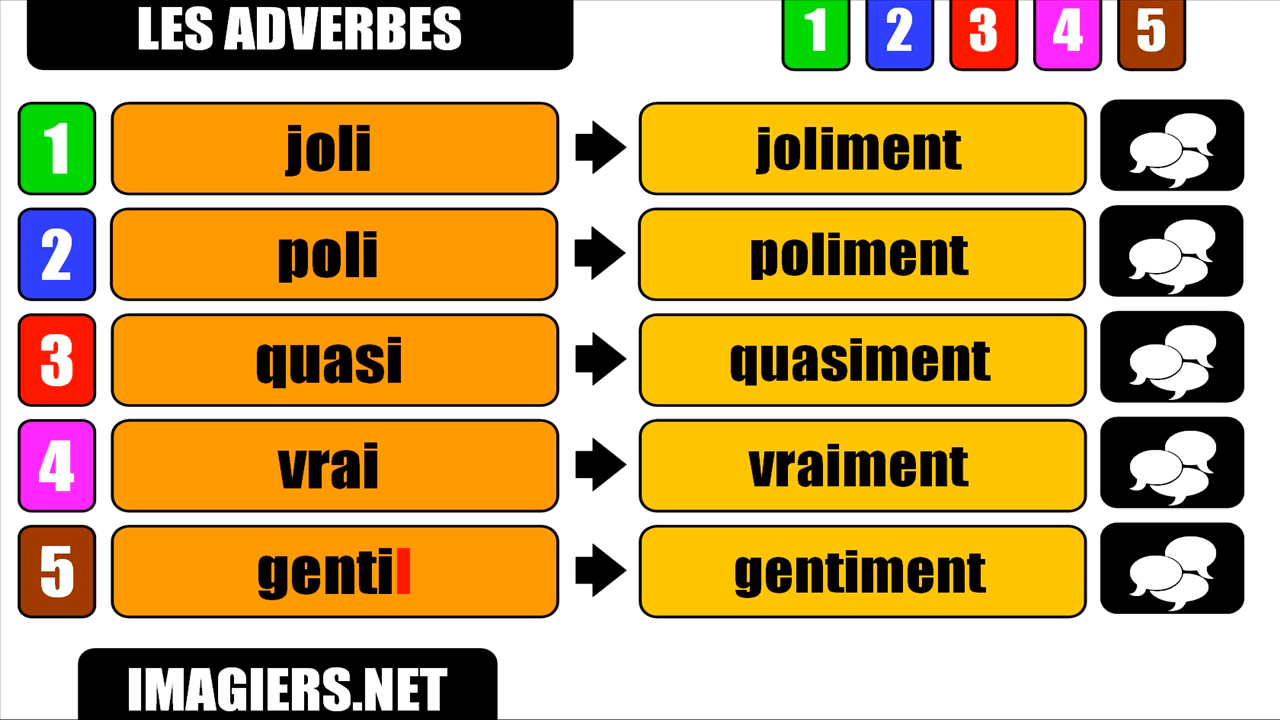 LES ADVERBES
1 2 3 4 5
1 joli joliment
2 poli poliment
3 quasi quasiment
4 vrai vraiment
5 gentil gentiment
IMAGIERS.NET